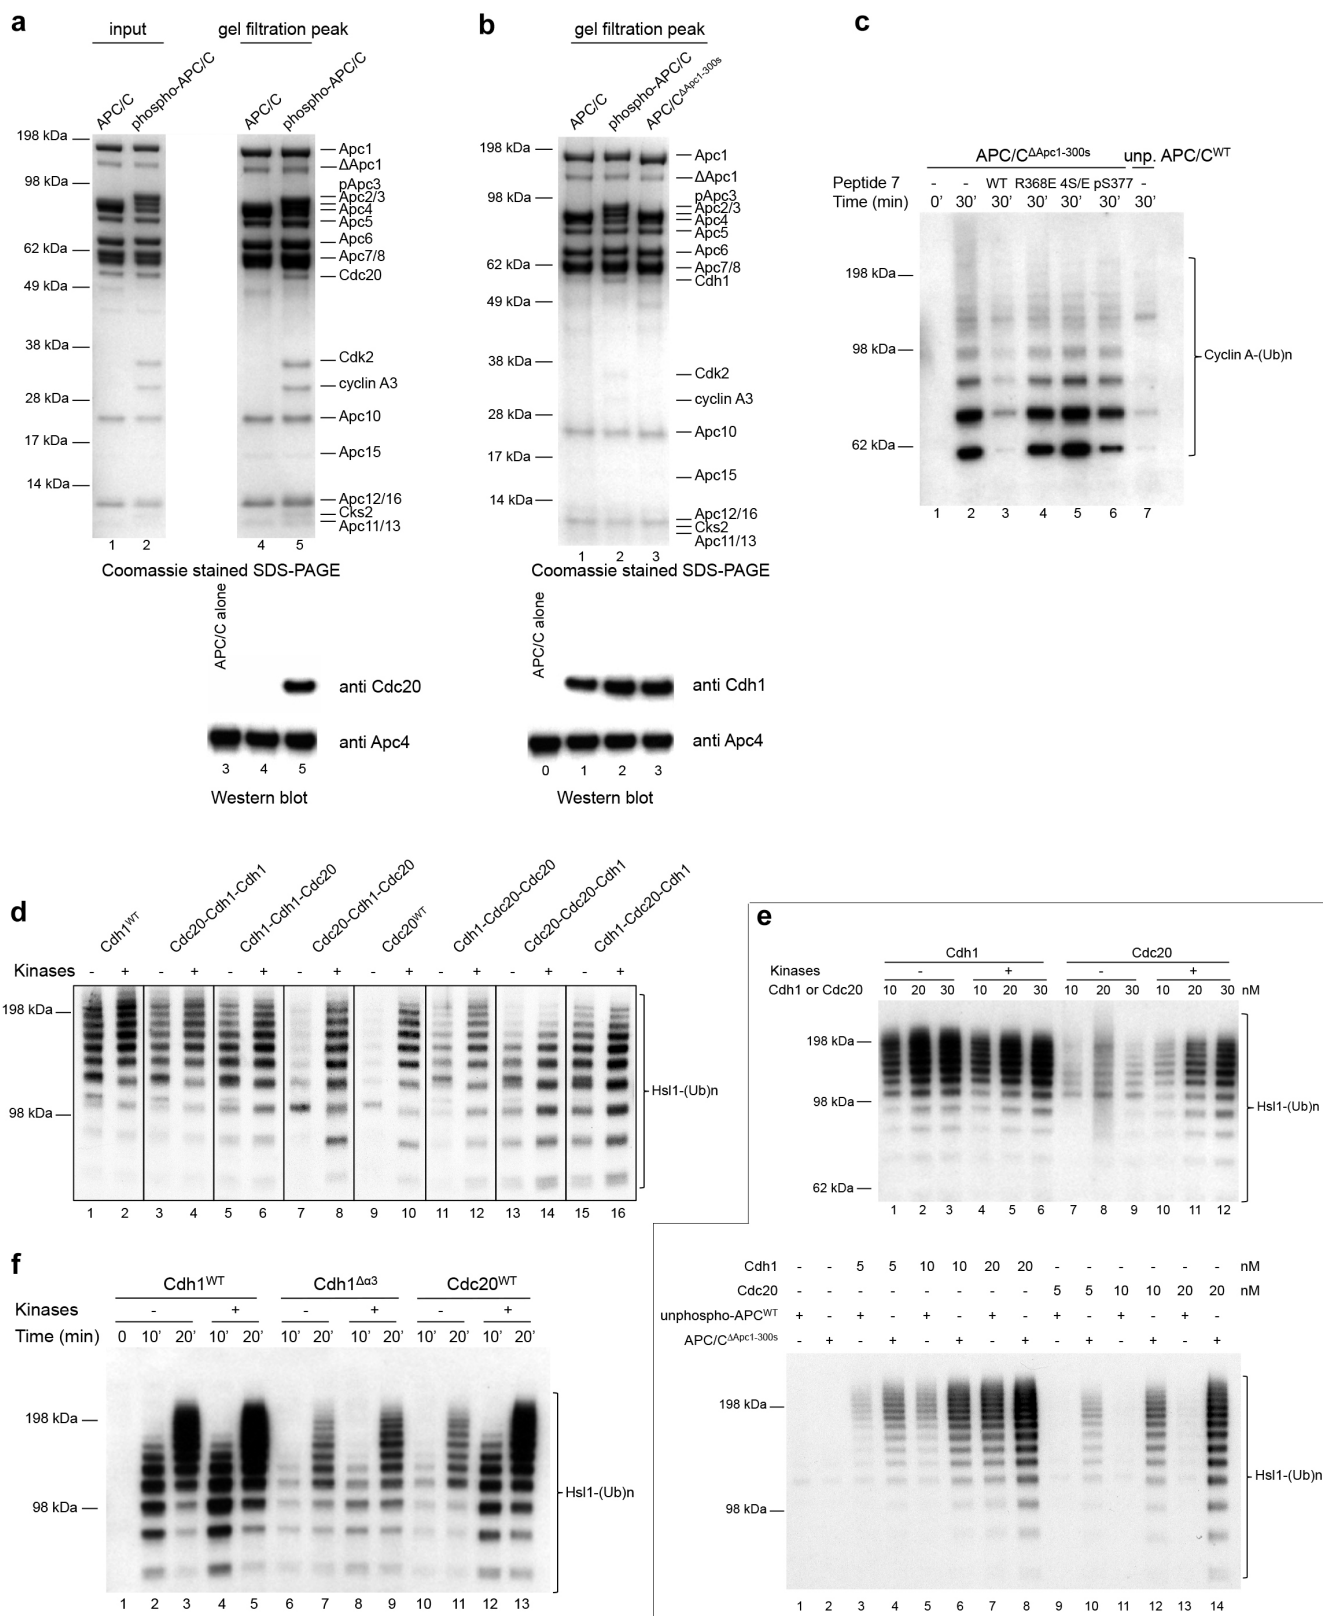 a
input
gel filtration peak
APC/C
phospho-APC/C
APC/C
phospho-APC/C
198 kDa
98 kDa
62 kDa
49 kDa
38 kDa
28 kDa
17 kDa
14 kDa
Apc1
ΔApc1
pApc3
Apc2/3
Apc4
Apc5
Apc6
Apc7/8
Cdc20
Cdk2
cyclin A3
Apc10
Apc15
Apc12/16
Cks2
Apc11/13
1 2 4 5
Coomassie stained SDS-PAGE
APC/C alone
anti Cdc20
anti Apc4
3 4 5
Western blot
b
gel filtration peak
APC/C
phospho-APC/C
APC/CΔApc1-300s
198 kDa
98 kDa
62 kDa
49 kDa
38 kDa
28 kDa
17 kDa
14 kDa
Apc1
ΔApc1
pApc3
Apc2/3
Apc4
Apc5
Apc6
Apc7/8
Cdh1
Cdk2
cyclin A3
Apc10
Apc15
Apc12/16
Cks2
Apc11/13
1 2 3
Coomassie stained SDS-PAGE
APC/C alone
anti Cdh1
anti Apc4
0 1 2 3
Western blot
c
APC/CΔApc1-300s unp. APC/CWT
Peptide 7 - - WT R368E 4S/E pS377 -
Time (min) 0' 30' 30' 30' 30' 30' 30'
198 kDa
98 kDa
62 kDa
Cyclin A-(Ub)n
1 2 3 4 5 6 7
d
Cdh1WT
Cdc20-Cdh1-Cdh1
Cdh1-Cdh1-Cdc20
Cdc20-Cdh1-Cdc20
Cdc20WT
Cdh1-Cdc20-Cdc20
Cdc20-Cdc20-Cdh1
Cdh1-Cdc20-Cdh1
Kinases - + - + - + - + - + - + - + - +
198 kDa
98 kDa
Hsl1-(Ub)n
1 2 3 4 5 6 7 8 9 10 11 12 13 14 15 16
e
Cdh1 Cdc20
Kinases - + - +
Cdh1 or Cdc20 10 20 30 10 20 30 10 20 30 10 20 30 nM
198 kDa
98 kDa
62 kDa
Hsl1-(Ub)n
1 2 3 4 5 6 7 8 9 10 11 12
Cdh1 - - 5 5 10 10 20 20 - - - - - - nM
Cdc20 - - - - - - - - 5 5 10 10 20 20 nM
unphospho-APCWT + - + - + - + - + - + - + -
APC/CΔApc1-300s - + - + - + - + - + - + - +
198 kDa
98 kDa
Hsl1-(Ub)n
1 2 3 4 5 6 7 8 9 10 11 12 13 14
f
Cdh1WT Cdh1Δα3 Cdc20WT
Kinases - + - + - +
Time (min) 0 10' 20' 10' 20' 10' 20' 10' 20' 10' 20' 10' 20'
198 kDa
98 kDa
Hsl1-(Ub)n
1 2 3 4 5 6 7 8 9 10 11 12 13